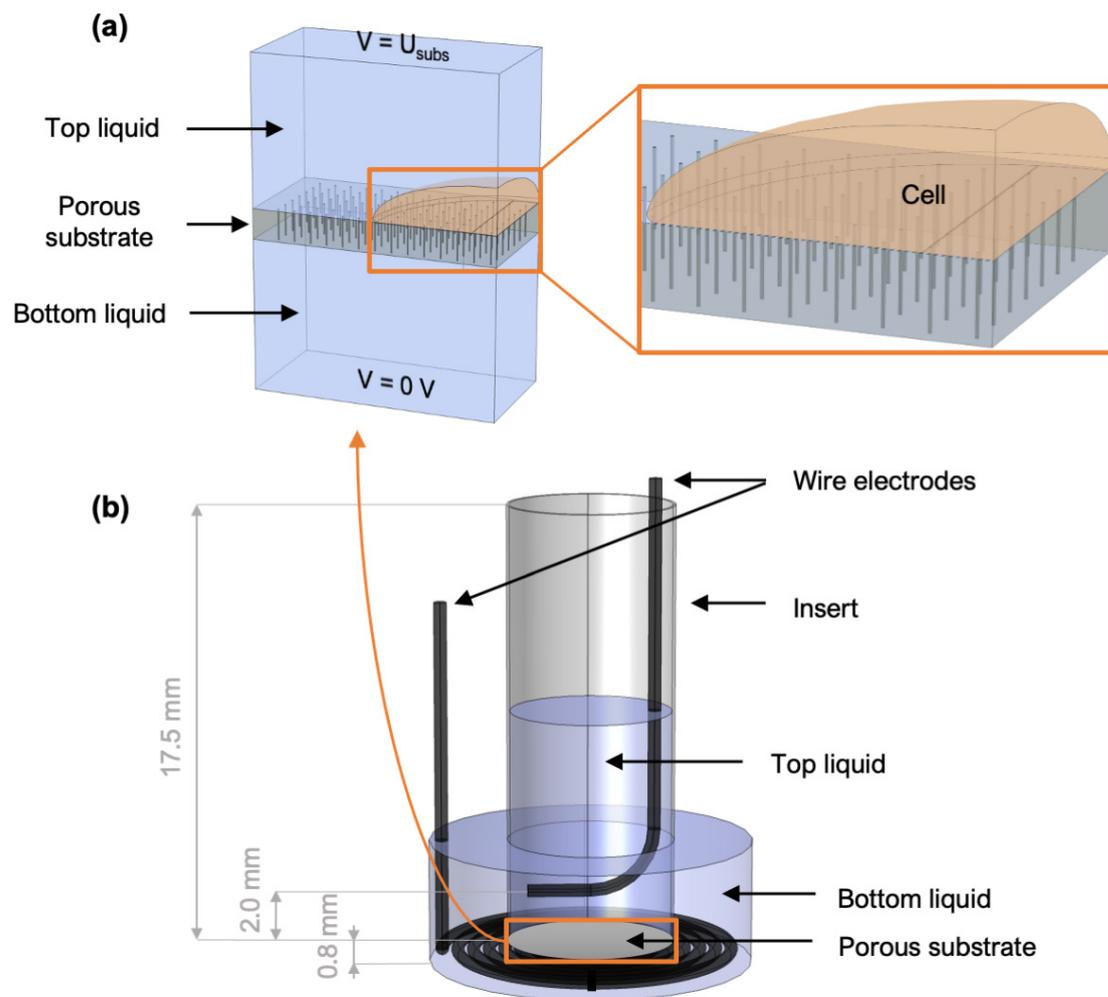 (a)
V = Usubs
Top liquid
Porous
substrate
Bottom liquid
V = 0 V
Cell
(b)
Wire electrodes
Insert
17.5 mm
Top liquid
2.0 mm
0.8 mm
Bottom liquid
Porous substrate